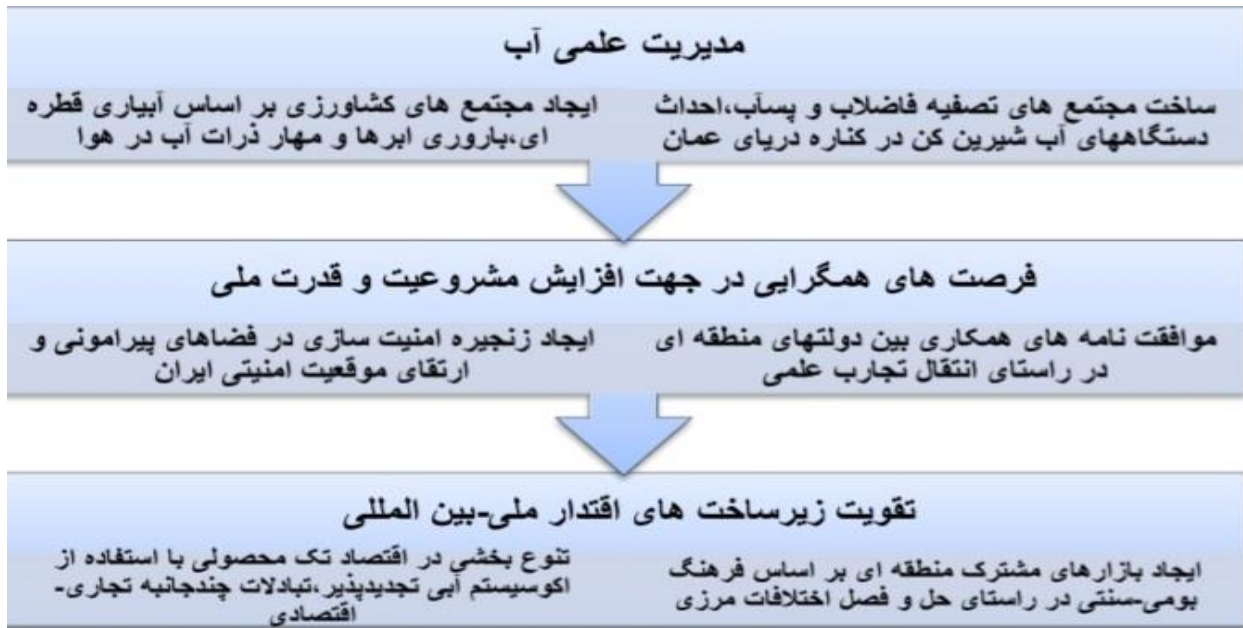 مدیریت علمی آب
ساخت مجتمع های تصفیه فاضلاب و پسآب،احداث
دستگاههای آب شیرین کن در کناره دریای عمان
ایجاد مجتمع های کشاورزی بر اساس آبیاری قطره
ای،باروری ابرها و مهار ذرات آب در هوا
فرصت های همگرایی در جهت افزایش مشروعیت و قدرت ملی
موافقت نامه های همکاری بین دولتهای منطقه ای
در راستای انتقال تجارب علمی
ایجاد زنجیره امنیت سازی در فضاهای پیرامونی و
ارتقای موقعیت امنیتی ایران
تقویت زیرساخت های اقتدار ملی-بین المللی
ایجاد بازارهای مشترک منطقه ای بر اساس فرهنگ
بومی-سنتی در راستای حل و فصل اختلافات مرزی
تنوع بخشی در اقتصاد تک محصولی با استفاده از
اکوسیستم آبی تجدیدپذیر،تبادلات چندجانبه تجاری-
اقتصادی